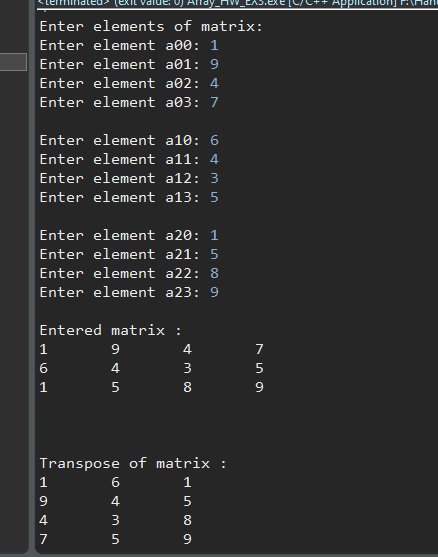 <terminated> (exit value: 0) Array_HW_EX3.exe [C/C++ Application] F:\Han
Enter elements of matrix:
Enter element a00: 1
Enter element a01: 9
Enter element a02: 4
Enter element a03: 7
Enter element a10: 6
Enter element a11: 4
Enter element a12: 3
Enter element a13: 5
Enter element a20: 1
Enter element a21: 5
Enter element a22: 8
Enter element a23: 9
Entered matrix :
1 9 4 7
6 4 3 5
1 5 8 9
Transpose of matrix :
1 6 1
9 4 5
4 3 8
7 5 9